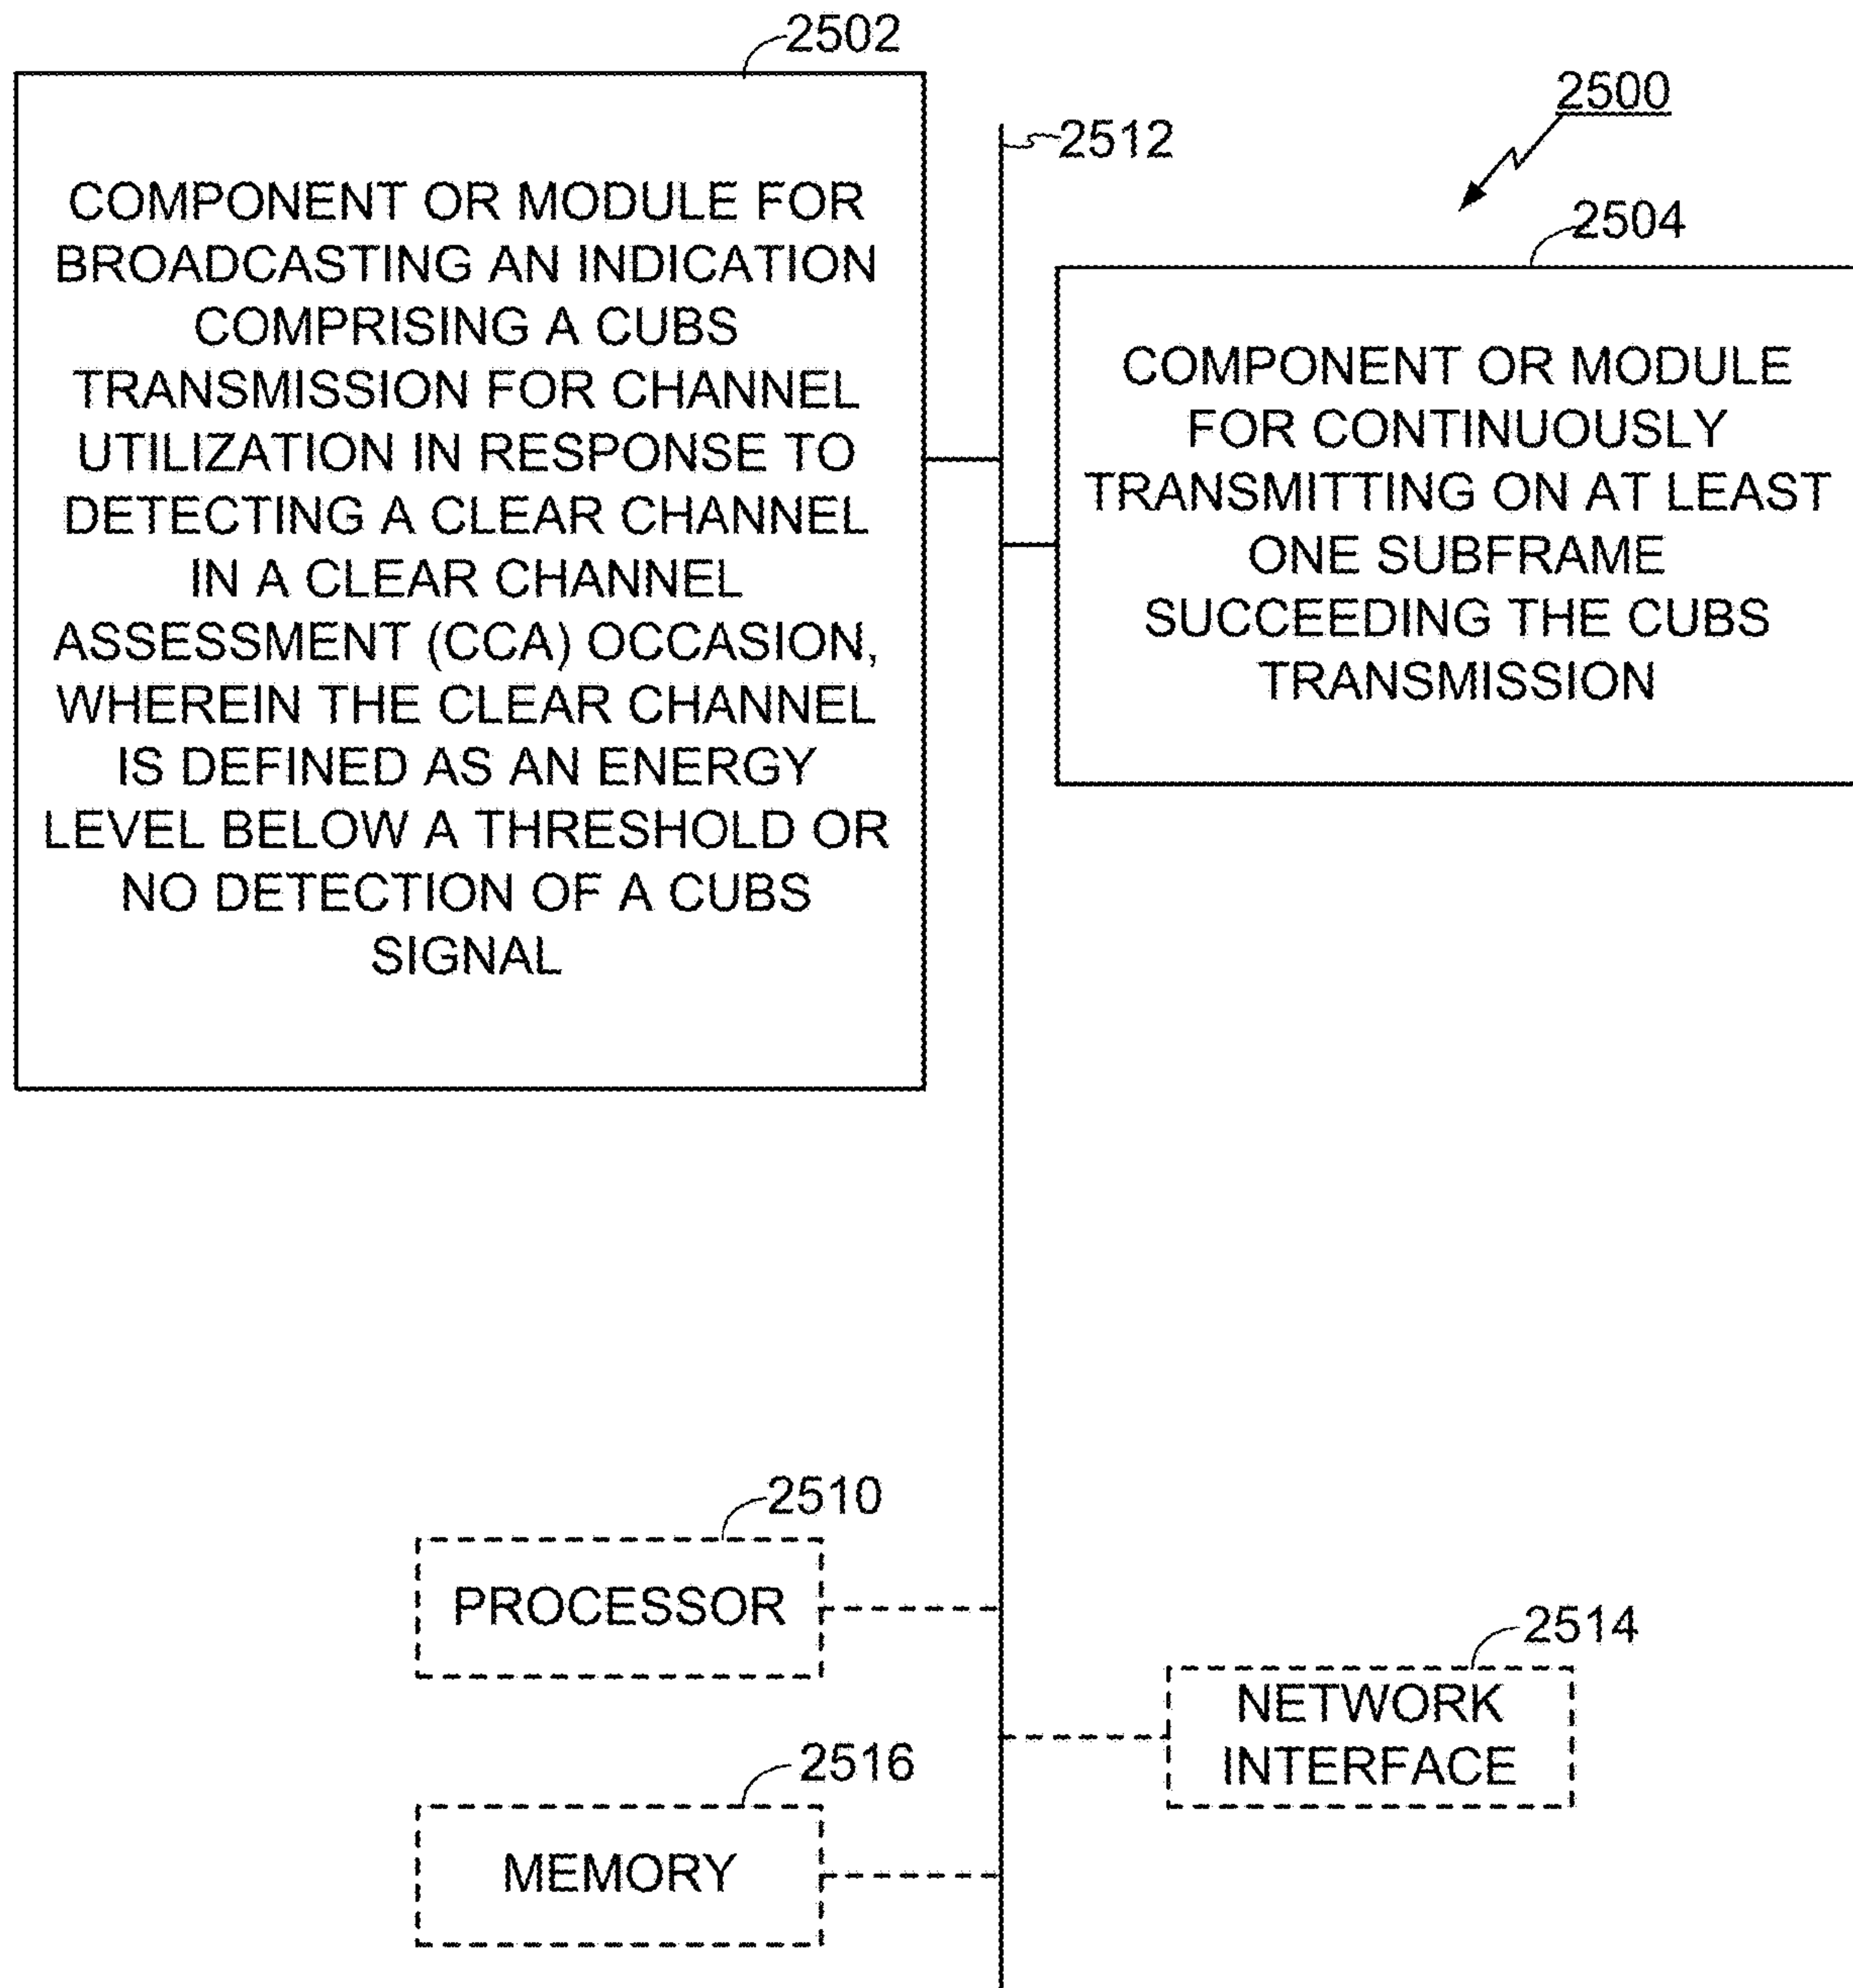 2502
COMPONENT OR MODULE FOR
BROADCASTING AN INDICATION
COMPRISING A CUBS
TRANSMISSION FOR CHANNEL
UTILIZATION IN RESPONSE TO
DETECTING A CLEAR CHANNEL
IN A CLEAR CHANNEL
ASSESSMENT (CCA) OCCASION,
WHEREIN THE CLEAR CHANNEL
IS DEFINED AS AN ENERGY
LEVEL BELOW A THRESHOLD OR
NO DETECTION OF A CUBS
SIGNAL
2512
2500
2504
COMPONENT OR MODULE
FOR CONTINUOUSLY
TRANSMITTING ON AT LEAST
ONE SUBFRAME
SUCCEEDING THE CUBS
TRANSMISSION
2510
PROCESSOR
2514
NETWORK
INTERFACE
2516
MEMORY